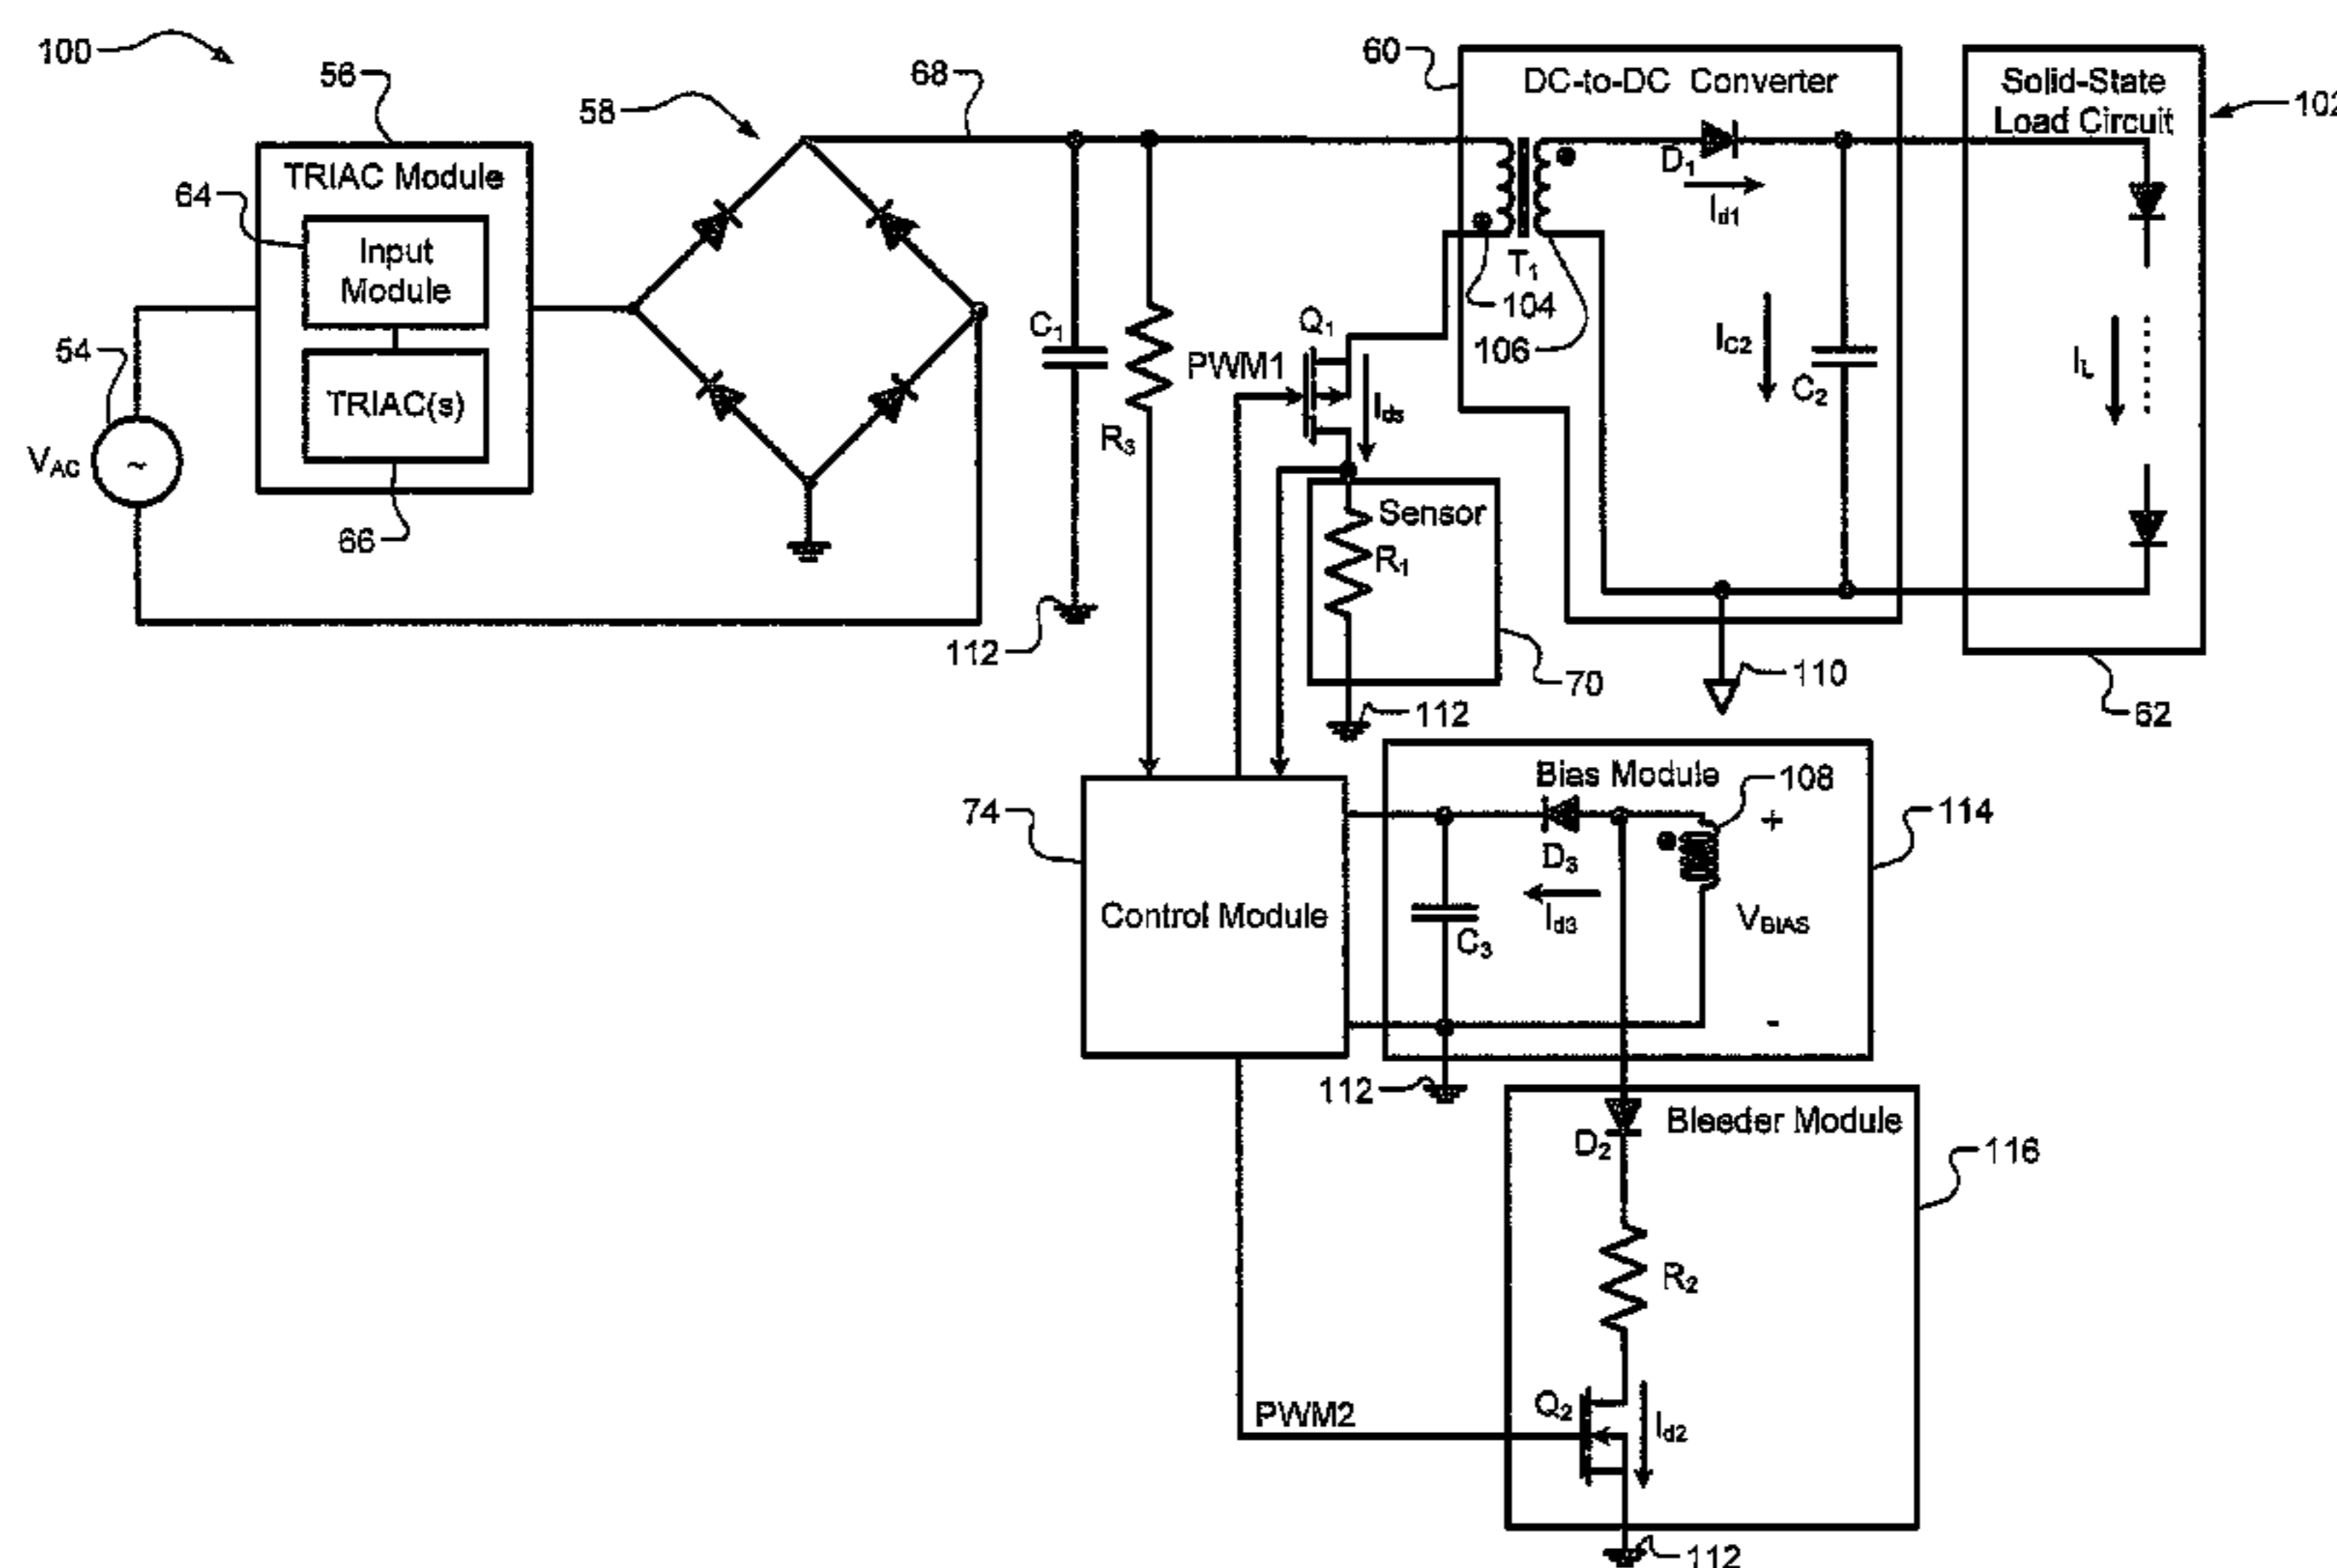 100
56
TRIAC Module
64
Input
Module
TRIAC(s)
66
54
VAC
~
58
68
C1
R3
112
60
DC-to-DC Converter
T1
104
106
D1
Id1
IC2
C2
110
Solid-State
Load Circuit
102
IL
62
Q1
PWM1
Ids
Sensor
R1
70
112
74
Control Module
Bias Module
108
114
D3
Id3
C3
+
VBIAS
-
112
Bleeder Module
116
D2
R2
Q2
Id2
PWM2
112